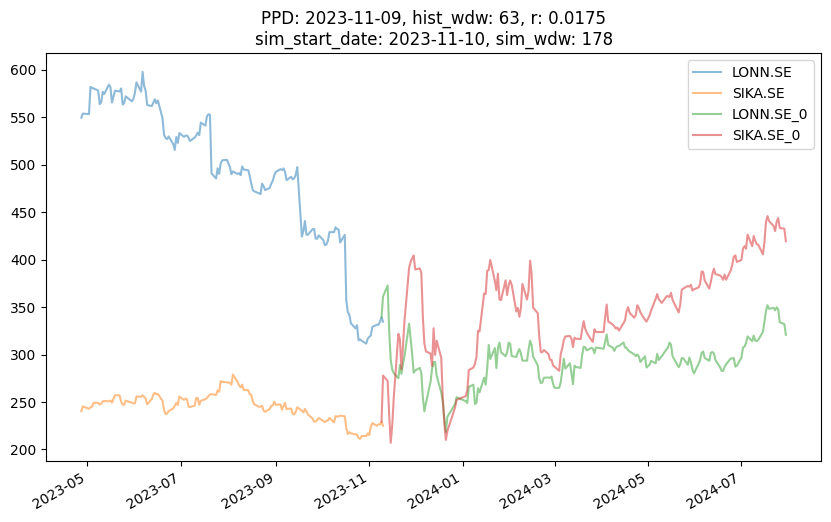 PPD: 2023-11-09, hist_wdw: 63, r: 0.0175
sim_start_date: 2023-11-10, sim_wdw: 178
LONN.SE
SIKA.SE
LONN.SE_0
SIKA.SE_0
600
550
500
450
400
350
300
250
200
2023-05
2023-07
2023-09
2023-11
2024-01
2024-03
2024-05
2024-07